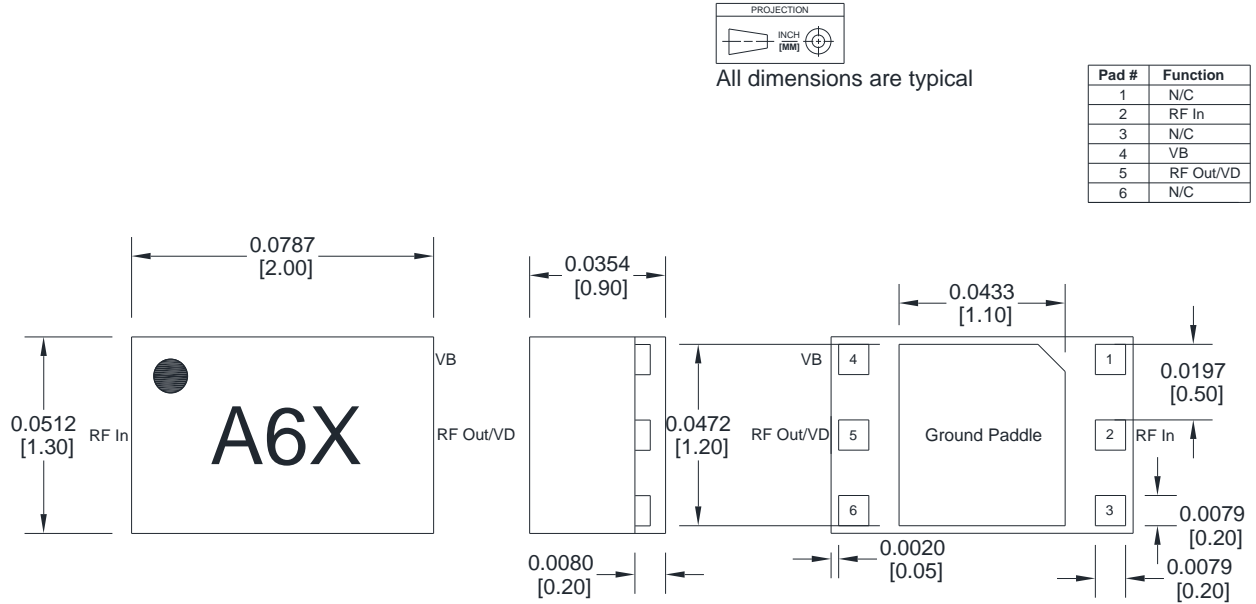 PROJECTION
INCH
[MM]
All dimensions are typical
Pad # Function
1 N/C
2 RF In
3 N/C
4 VB
5 RF Out/VD
6 N/C
0.0787
[2.00]
0.0354
[0.90]
0.0433
[1.10]
VB
VB
4
1
0.0197
[0.50]
0.0512
[1.30]
RF In
A6X
RF Out/VD
0.0472
[1.20]
RF Out/VD
5
Ground Paddle
2
RF In
6
3
0.0079
[0.20]
0.0080
[0.20]
0.0020
[0.05]
0.0079
[0.20]